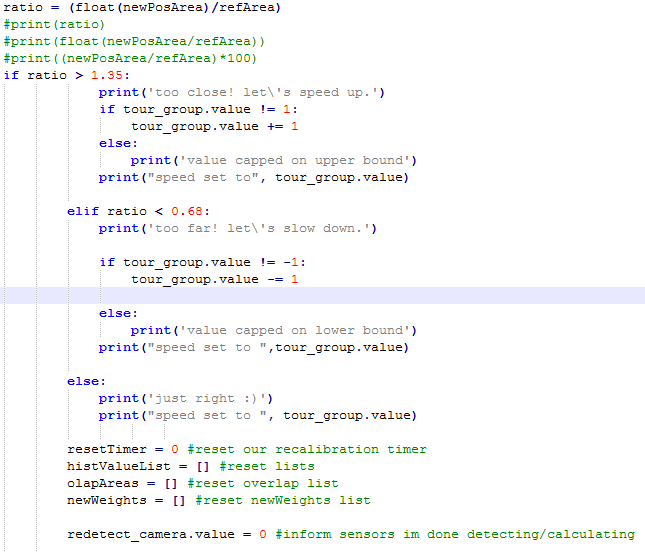 ratio = (float(newPosArea)/refArea)
#print(ratio)
#print(float(newPosArea/refArea))
#print((newPosArea/refArea)*100)
if ratio > 1.35:
print('too close! let\'s speed up.')
if tour_group.value != 1:
tour_group.value += 1
else:
print('value capped on upper bound')
print("speed set to", tour_group.value)
elif ratio < 0.68:
print('too far! let\'s slow down.')
if tour_group.value != -1:
tour_group.value -= 1
else:
print('value capped on lower bound')
print("speed set to ",tour_group.value)
else:
print('just right :)')
print("speed set to ", tour_group.value)
resetTimer = 0 #reset our recalibration timer
histValueList = [] #reset lists
olapAreas = [] #reset overlap list
newWeights = [] #reset newWeights list
redetect_camera.value = 0 #inform sensors im done detecting/calculating